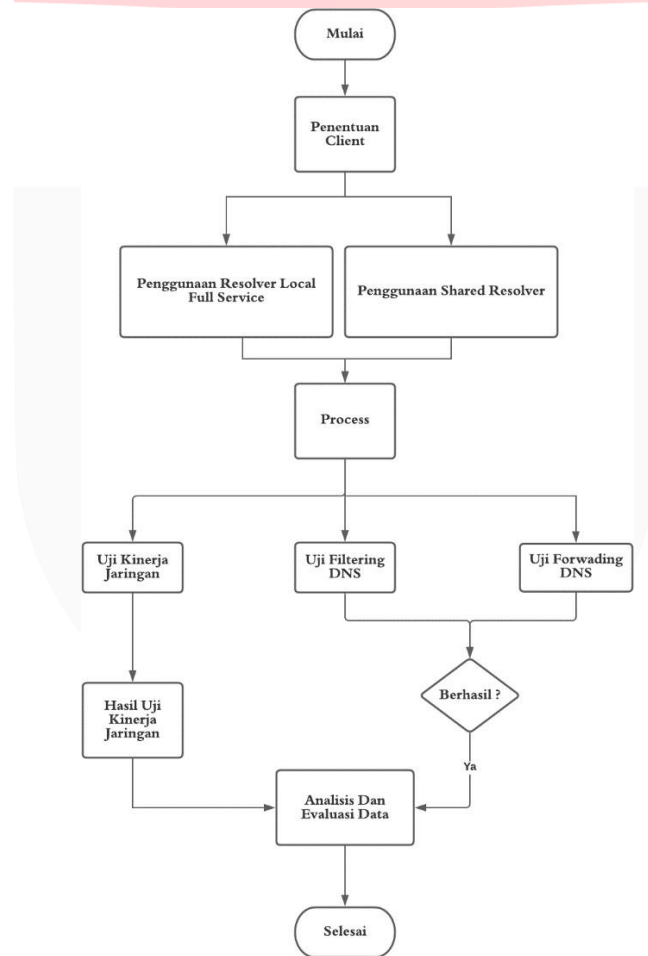 Mulai
Penentuan
Client
Penggunaan Resolver Local
Full Service
Penggunaan Shared Resolver
Process
Uji Kinerja
Jaringan
Uji Filtering
DNS
Uji Forwading
DNS
Hasil Uji
Kinerja
Jaringan
Berhasil ?
Ya
Analisis Dan
Evaluasi Data
Selesai